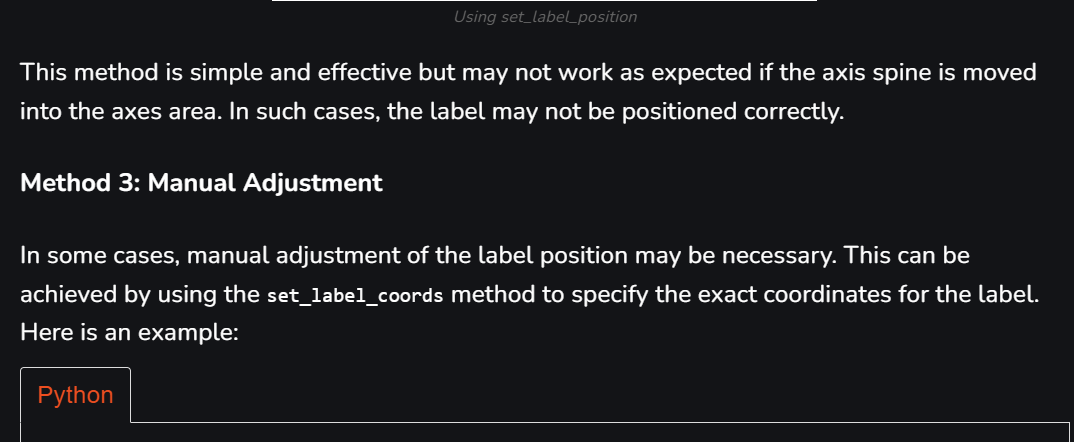 Using set_label_position
This method is simple and effective but may not work as expected if the axis spine is moved
into the axes area. In such cases, the label may not be positioned correctly.
Method 3: Manual Adjustment
In some cases, manual adjustment of the label position may be necessary. This can be
achieved by using the set_label_coords method to specify the exact coordinates for the label.
Here is an example:
Python